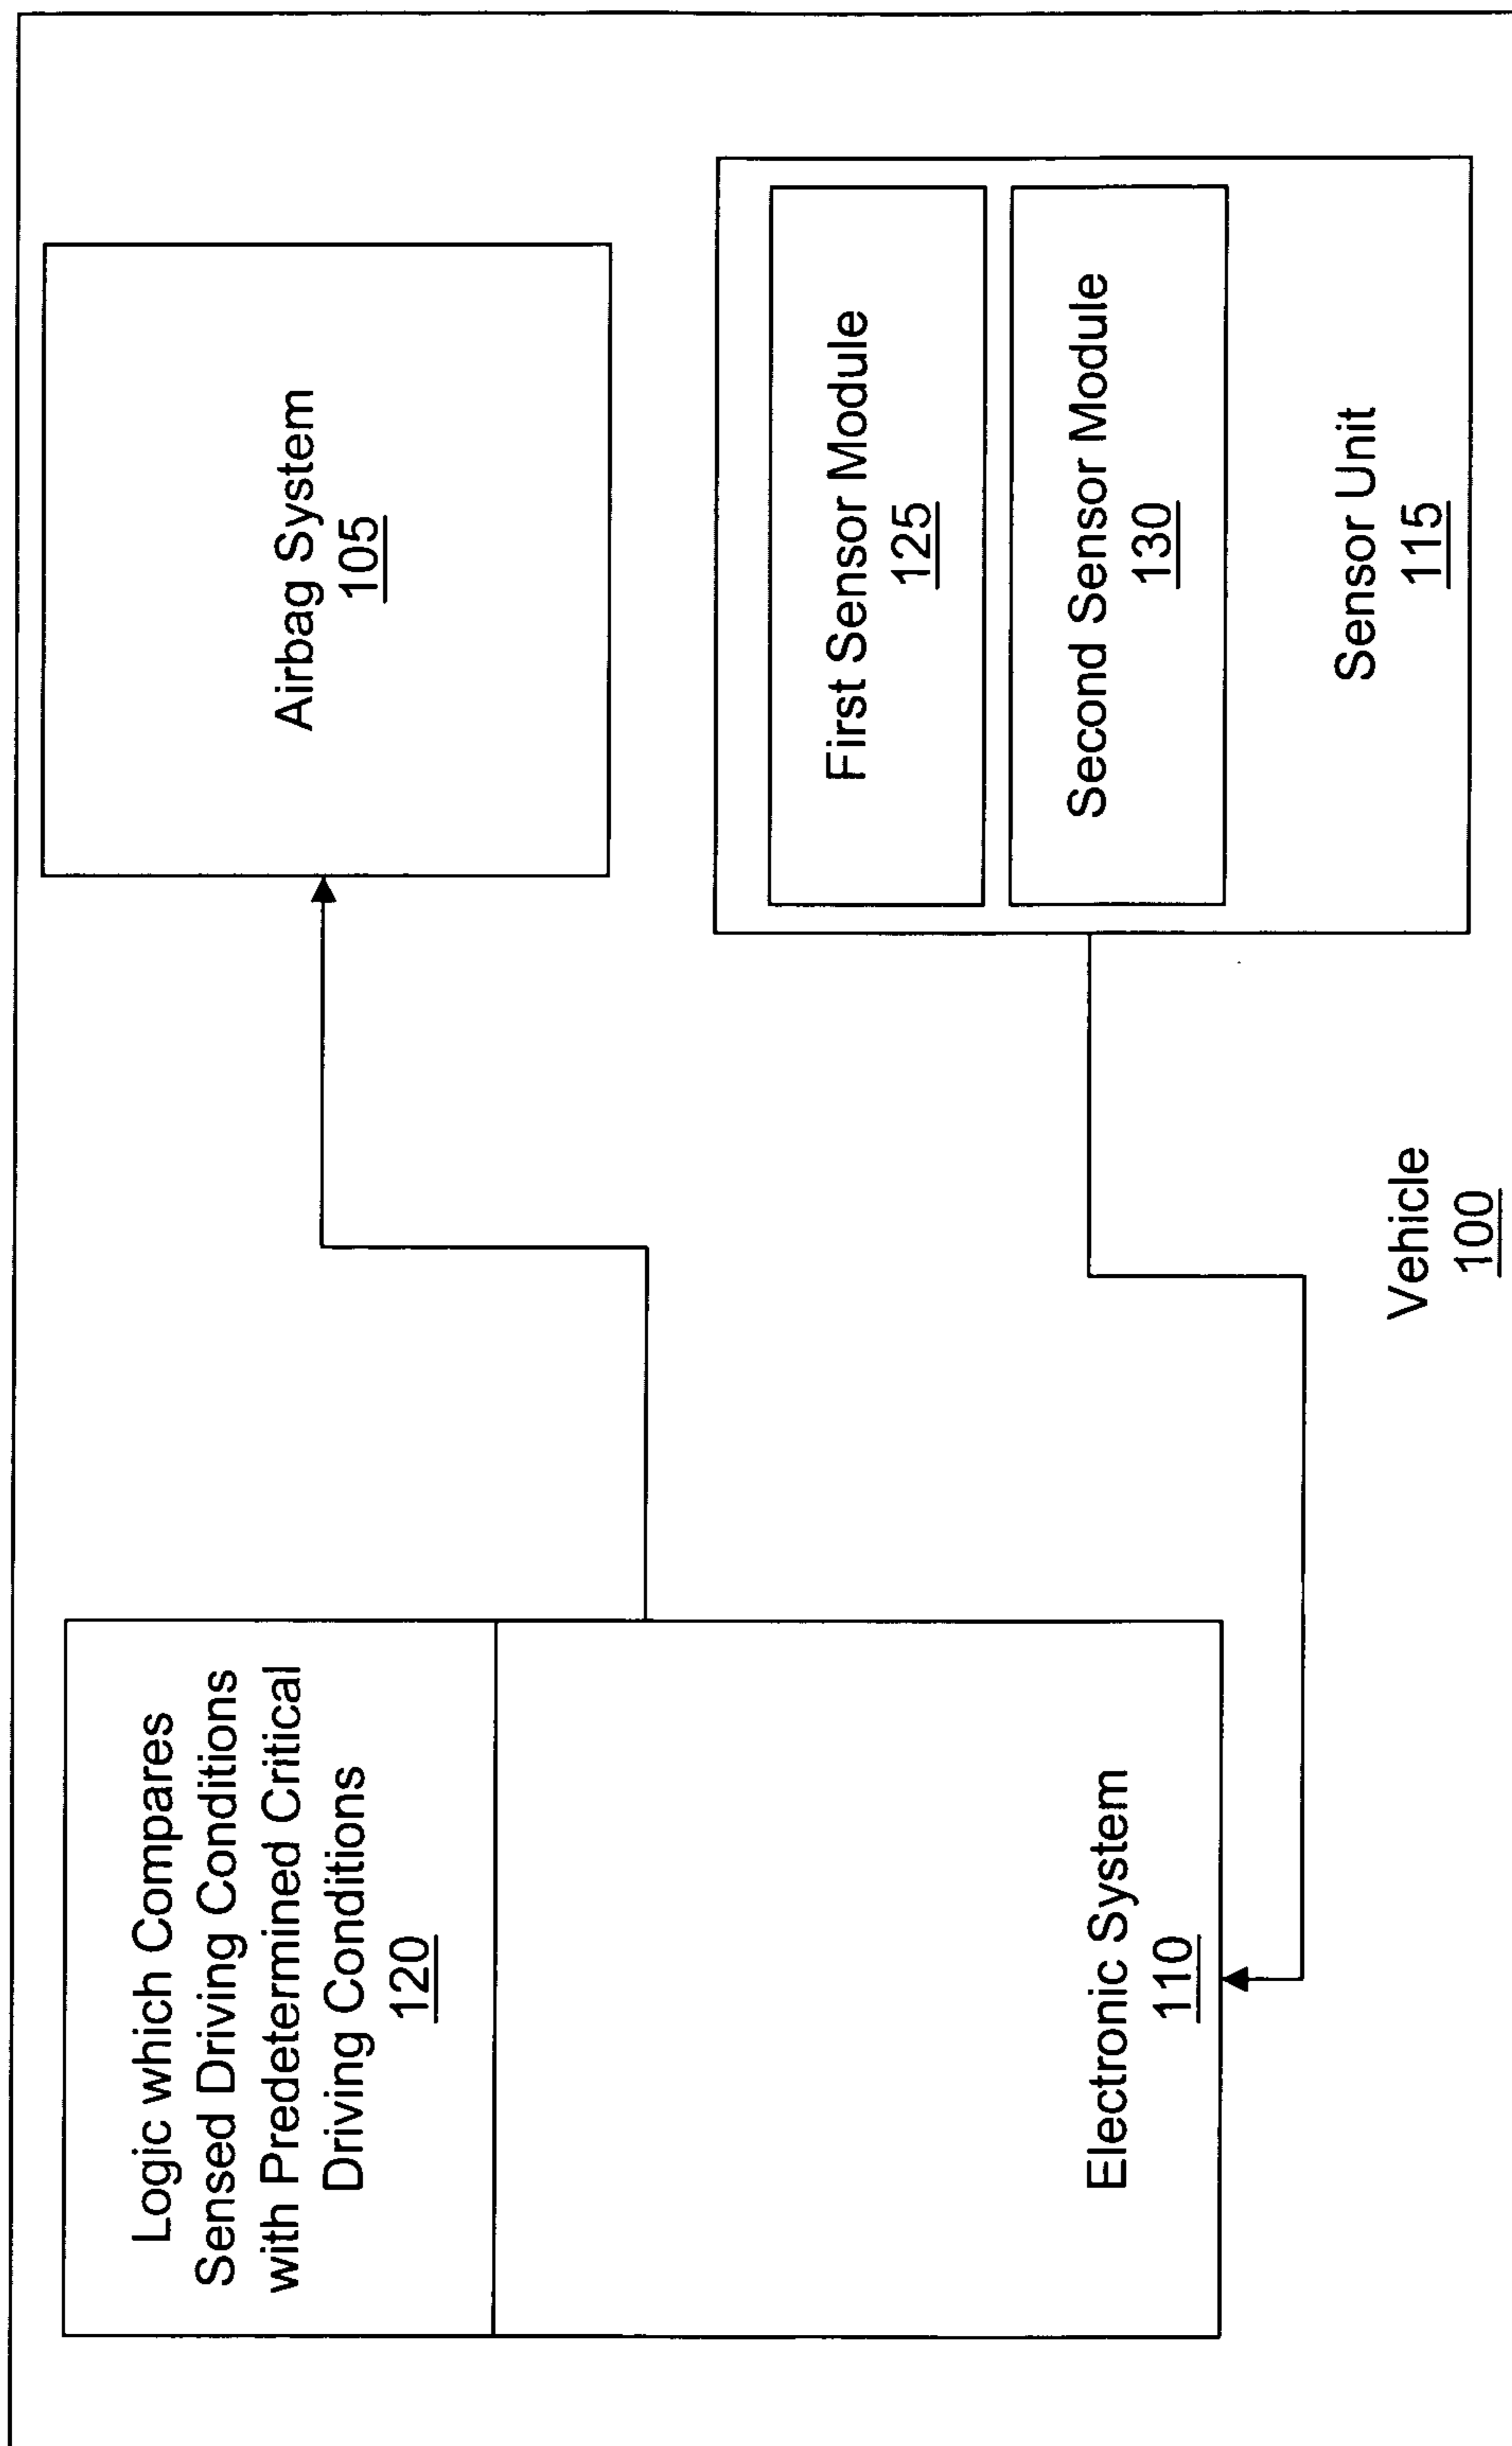 Logic which Compares
Sensed Driving Conditions
with Predetermined Critical
Driving Conditions
120
Electronic System
110
Airbag System
105
First Sensor Module
125
Second Sensor Module
130
Sensor Unit
115
Vehicle
100